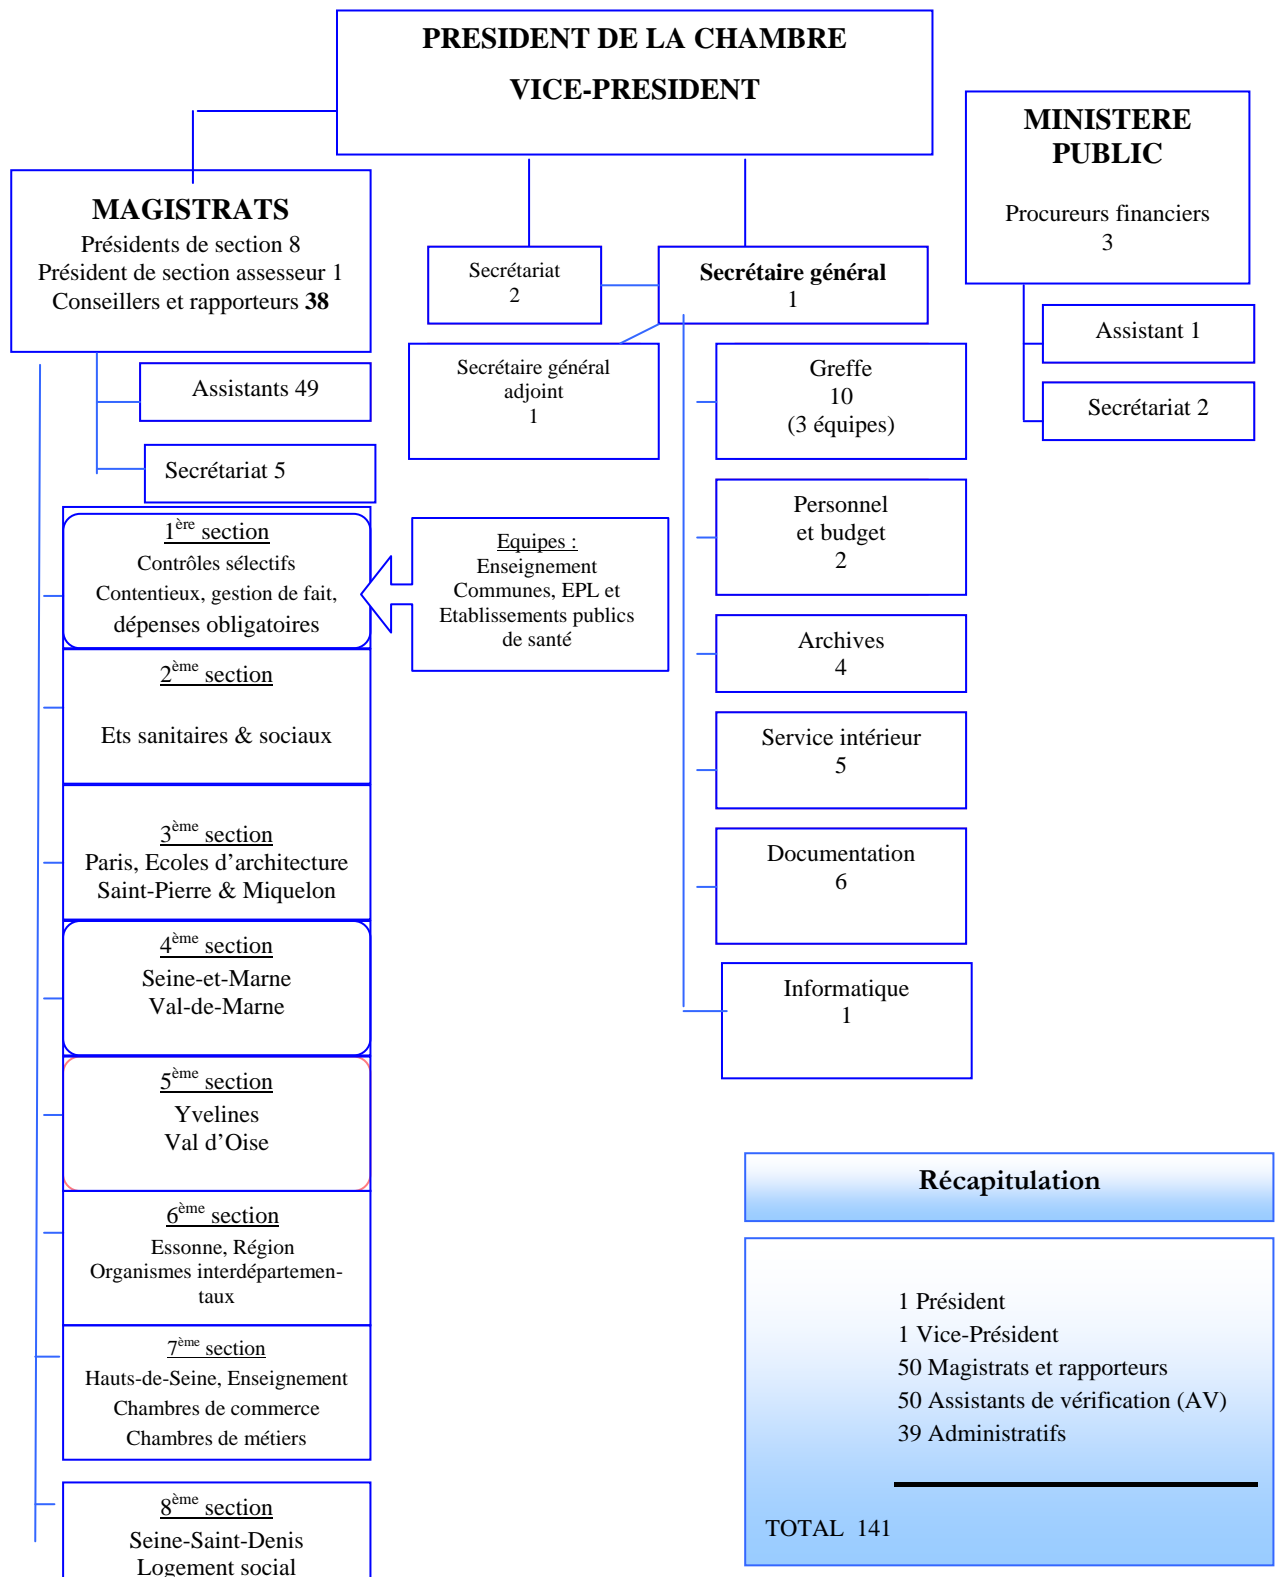 PRESIDENT DE LA CHAMBRE
VICE-PRESIDENT
MINISTERE
PUBLIC
Procureurs financiers
3
Assistant 1
Secrétariat 2
MAGISTRATS
Présidents de section 8
Président de section assesseur 1
Conseillers et rapporteurs 38
Assistants 49
Secrétariat 5
Secrétariat
2
Secrétaire général
1
Secrétaire général
adjoint
1
Greffe
10
(3 équipes)
Personnel
et budget
2
Archives
4
Service intérieur
5
Documentation
6
Informatique
1
1ère section
Contrôles sélectifs
Contentieux, gestion de fait,
dépenses obligatoires
Equipes :
Enseignement
Communes, EPL et
Etablissements publics
de santé
2ème section
Ets sanitaires & sociaux
3ème section
Paris, Ecoles d’architecture
Saint-Pierre & Miquelon
4ème section
Seine-et-Marne
Val-de-Marne
5ème section
Yvelines
Val d’Oise
6ème section
Essonne, Région
Organismes interdépartemen-
taux
7ème section
Hauts-de-Seine, Enseignement
Chambres de commerce
Chambres de métiers
8ème section
Seine-Saint-Denis
Logement social
Récapitulation
1 Président
1 Vice-Président
50 Magistrats et rapporteurs
50 Assistants de vérification (AV)
39 Administratifs
TOTAL 141